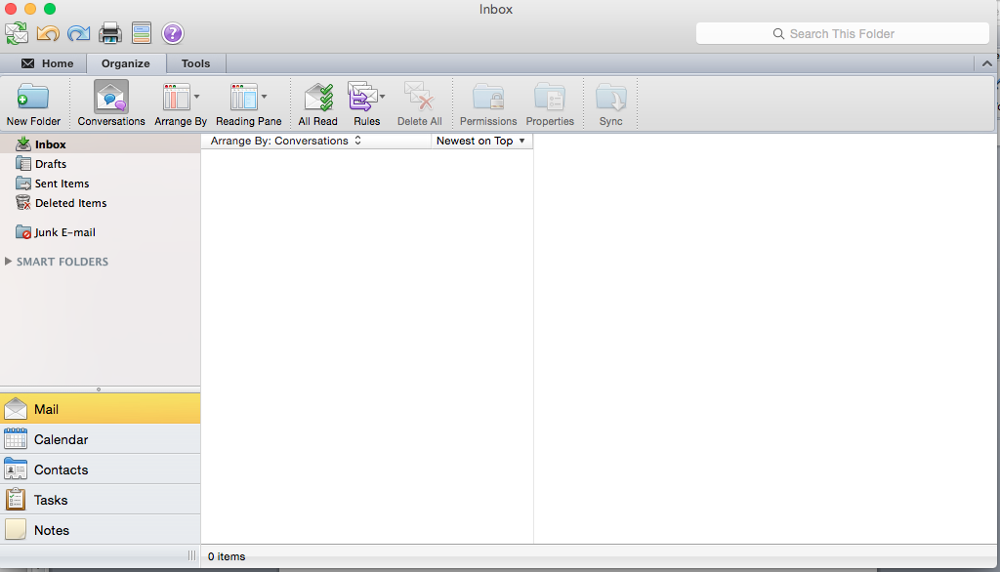 Inbox
Search This Folder
Home Organize Tools
New Folder Conversations Arrange By Reading Pane All Read Rules Delete All Permissions Properties Sync
Inbox
Arrange By: Conversations Newest on Top
Drafts
Sent Items
Deleted Items
Junk E-mail
SMART FOLDERS
Mail
Calendar
Contacts
Tasks
Notes
0 items